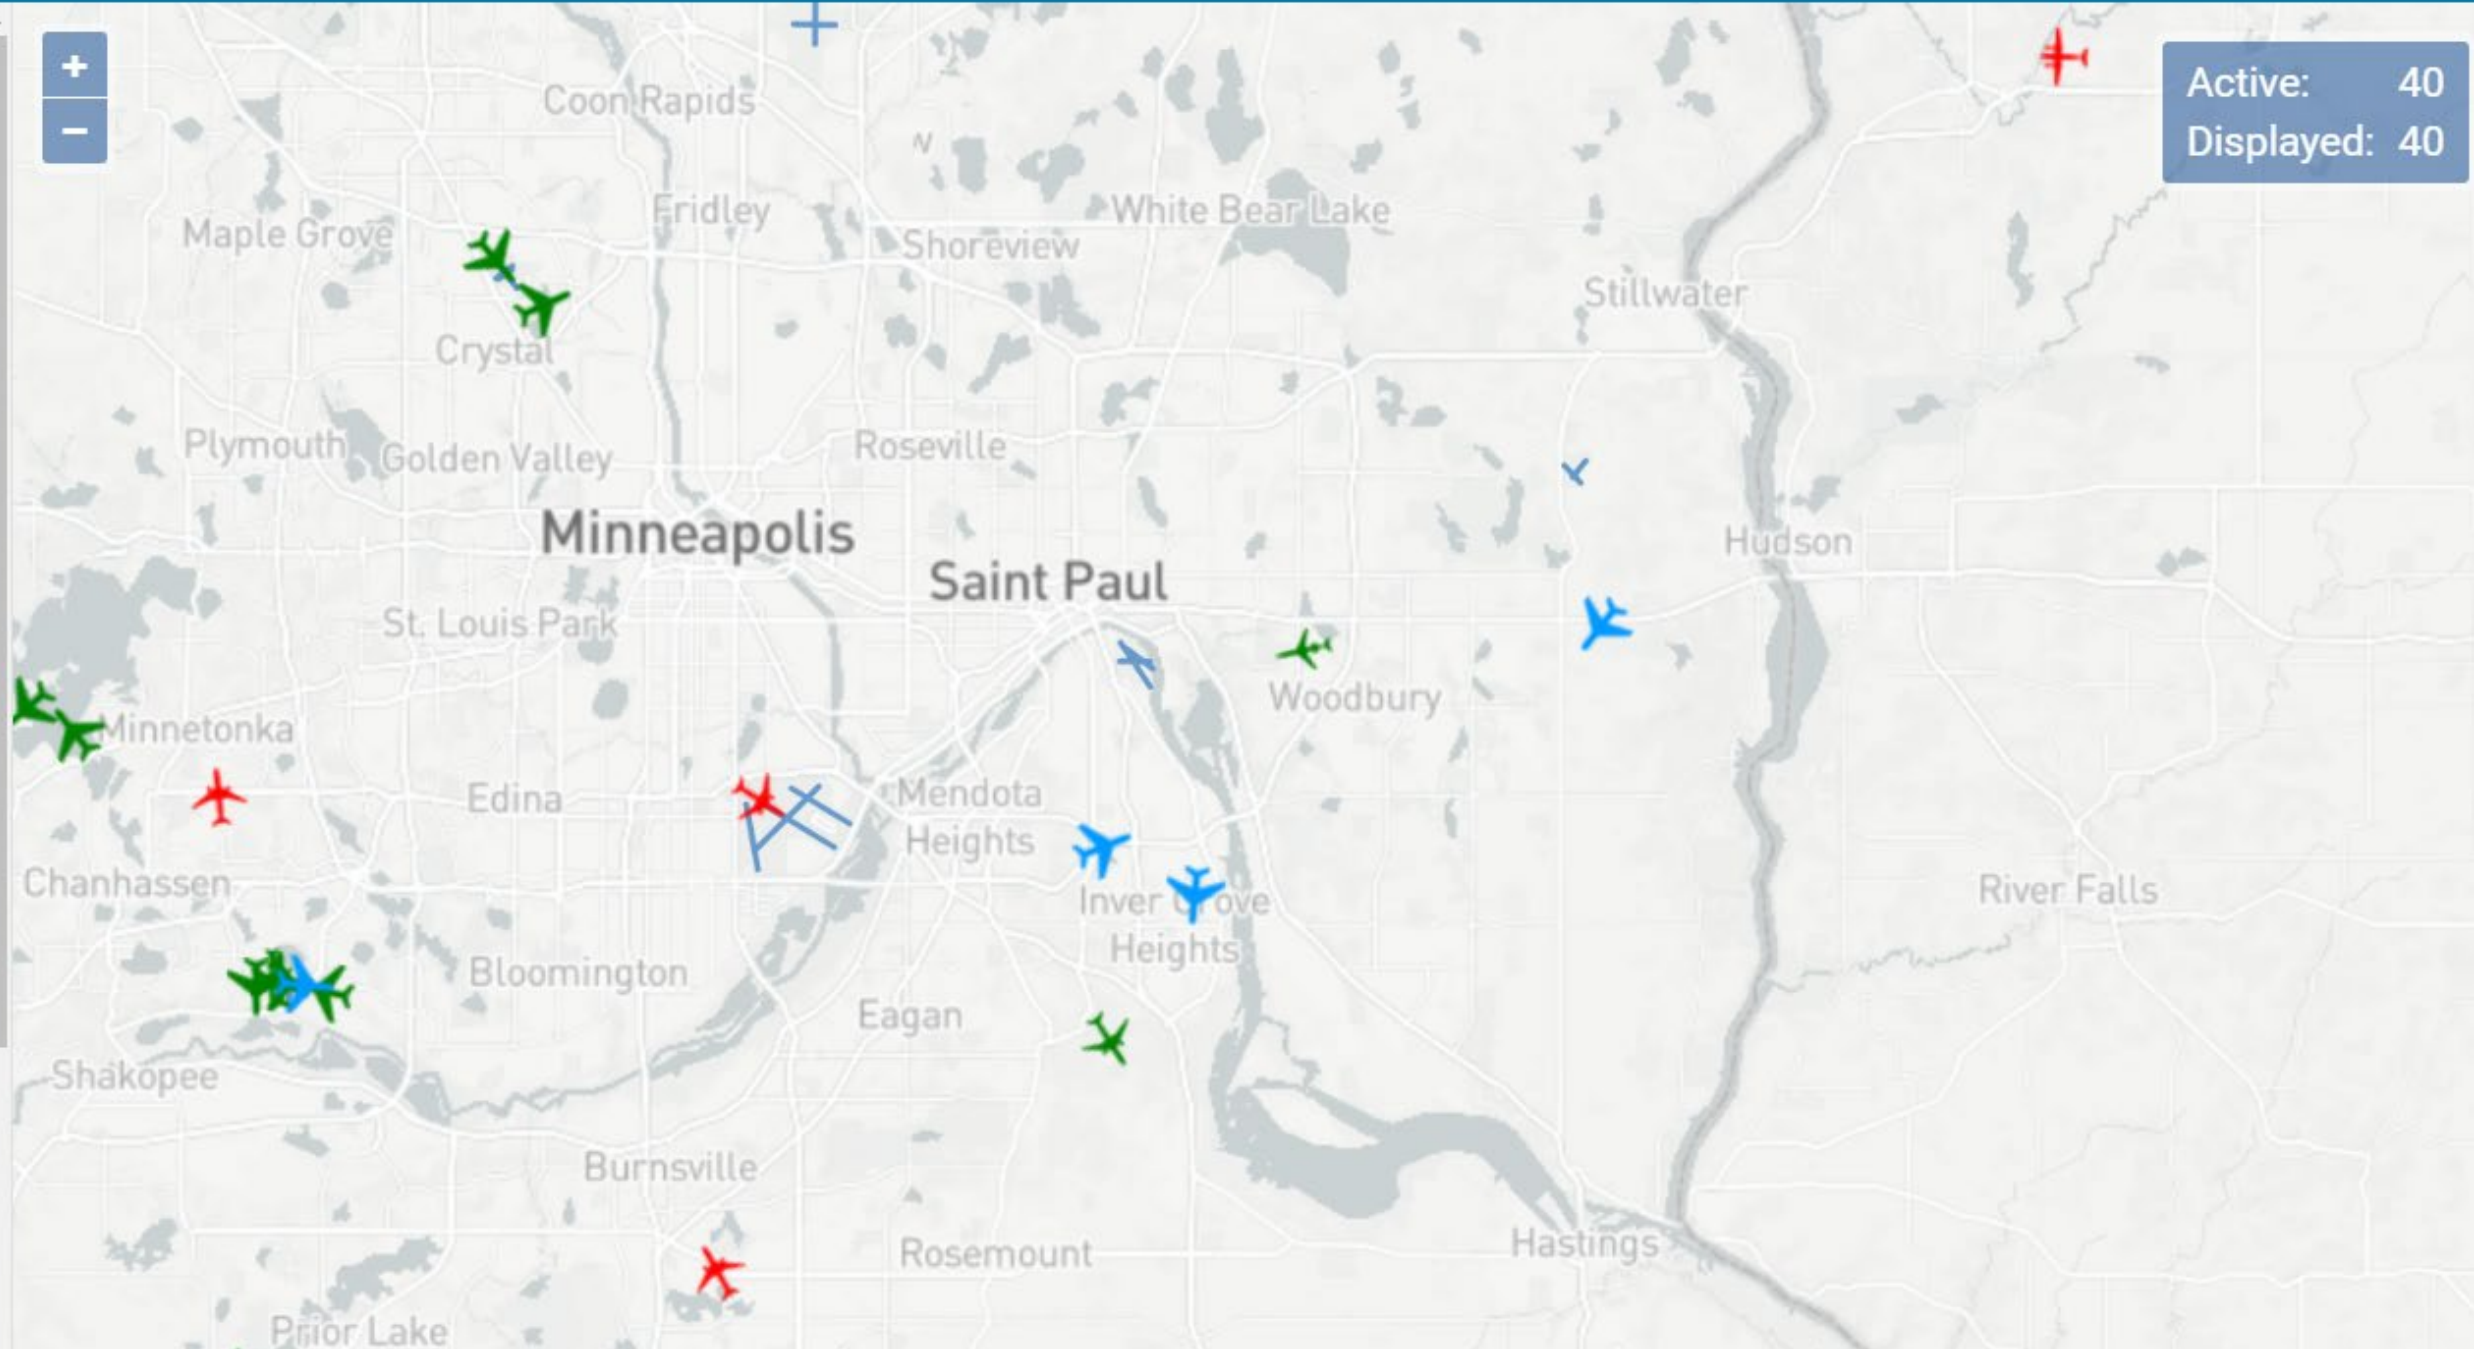 +
−
Active: 40
Displayed: 40
Coon Rapids
Fridley
White Bear Lake
Maple Grove
Shoreview
Stillwater
Crystal
Plymouth
Golden Valley
Roseville
Minneapolis
Hudson
Saint Paul
St. Louis Park
Woodbury
Minnetonka
Edina
Mendota
Heights
Chanhassen
River Falls
Inver Grove
Heights
Bloomington
Eagan
Shakopee
Burnsville
Hastings
Rosemount
Prior Lake